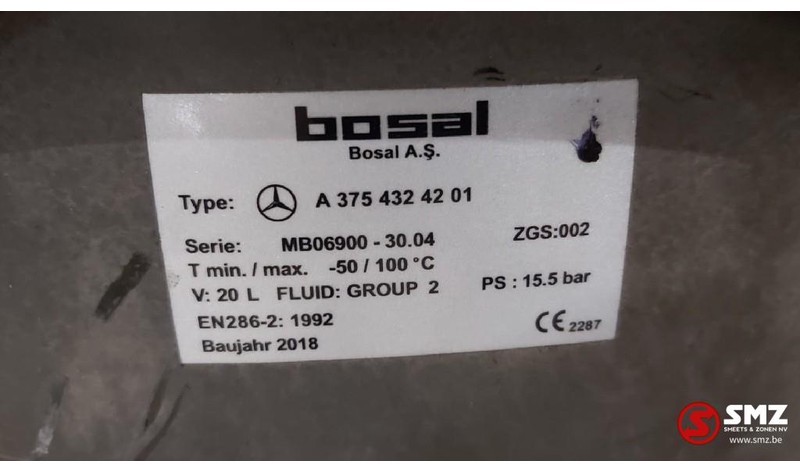 bosal
Bosal A.Ş.
Type: A 375 432 42 01
Serie: MB06900 - 30.04 ZGS:002
T min. / max. -50 / 100 °C
V: 20 L FLUID: GROUP 2 PS : 15.5 bar
EN286-2: 1992 CE 2287
Baujahr 2018
SMZ
SMEETS & ZONEN NV
www.smz.be